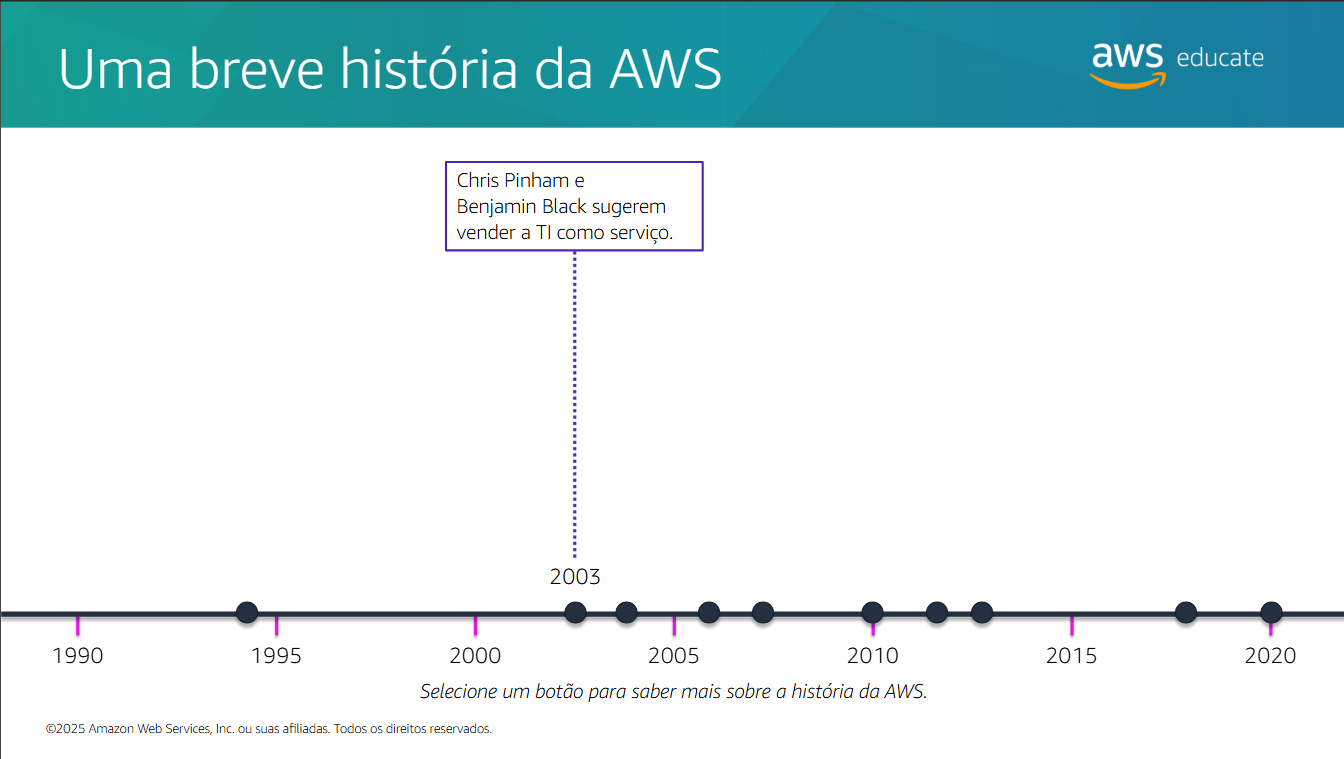 Uma breve história da AWS
aws educate
Chris Pinham e
Benjamin Black sugerem
vender a TI como serviço.
2003
1990 1995 2000 2005 2010 2015 2020
Selecione um botão para saber mais sobre a história da AWS.
©2025 Amazon Web Services, Inc. ou suas afiliadas. Todos os direitos reservados.